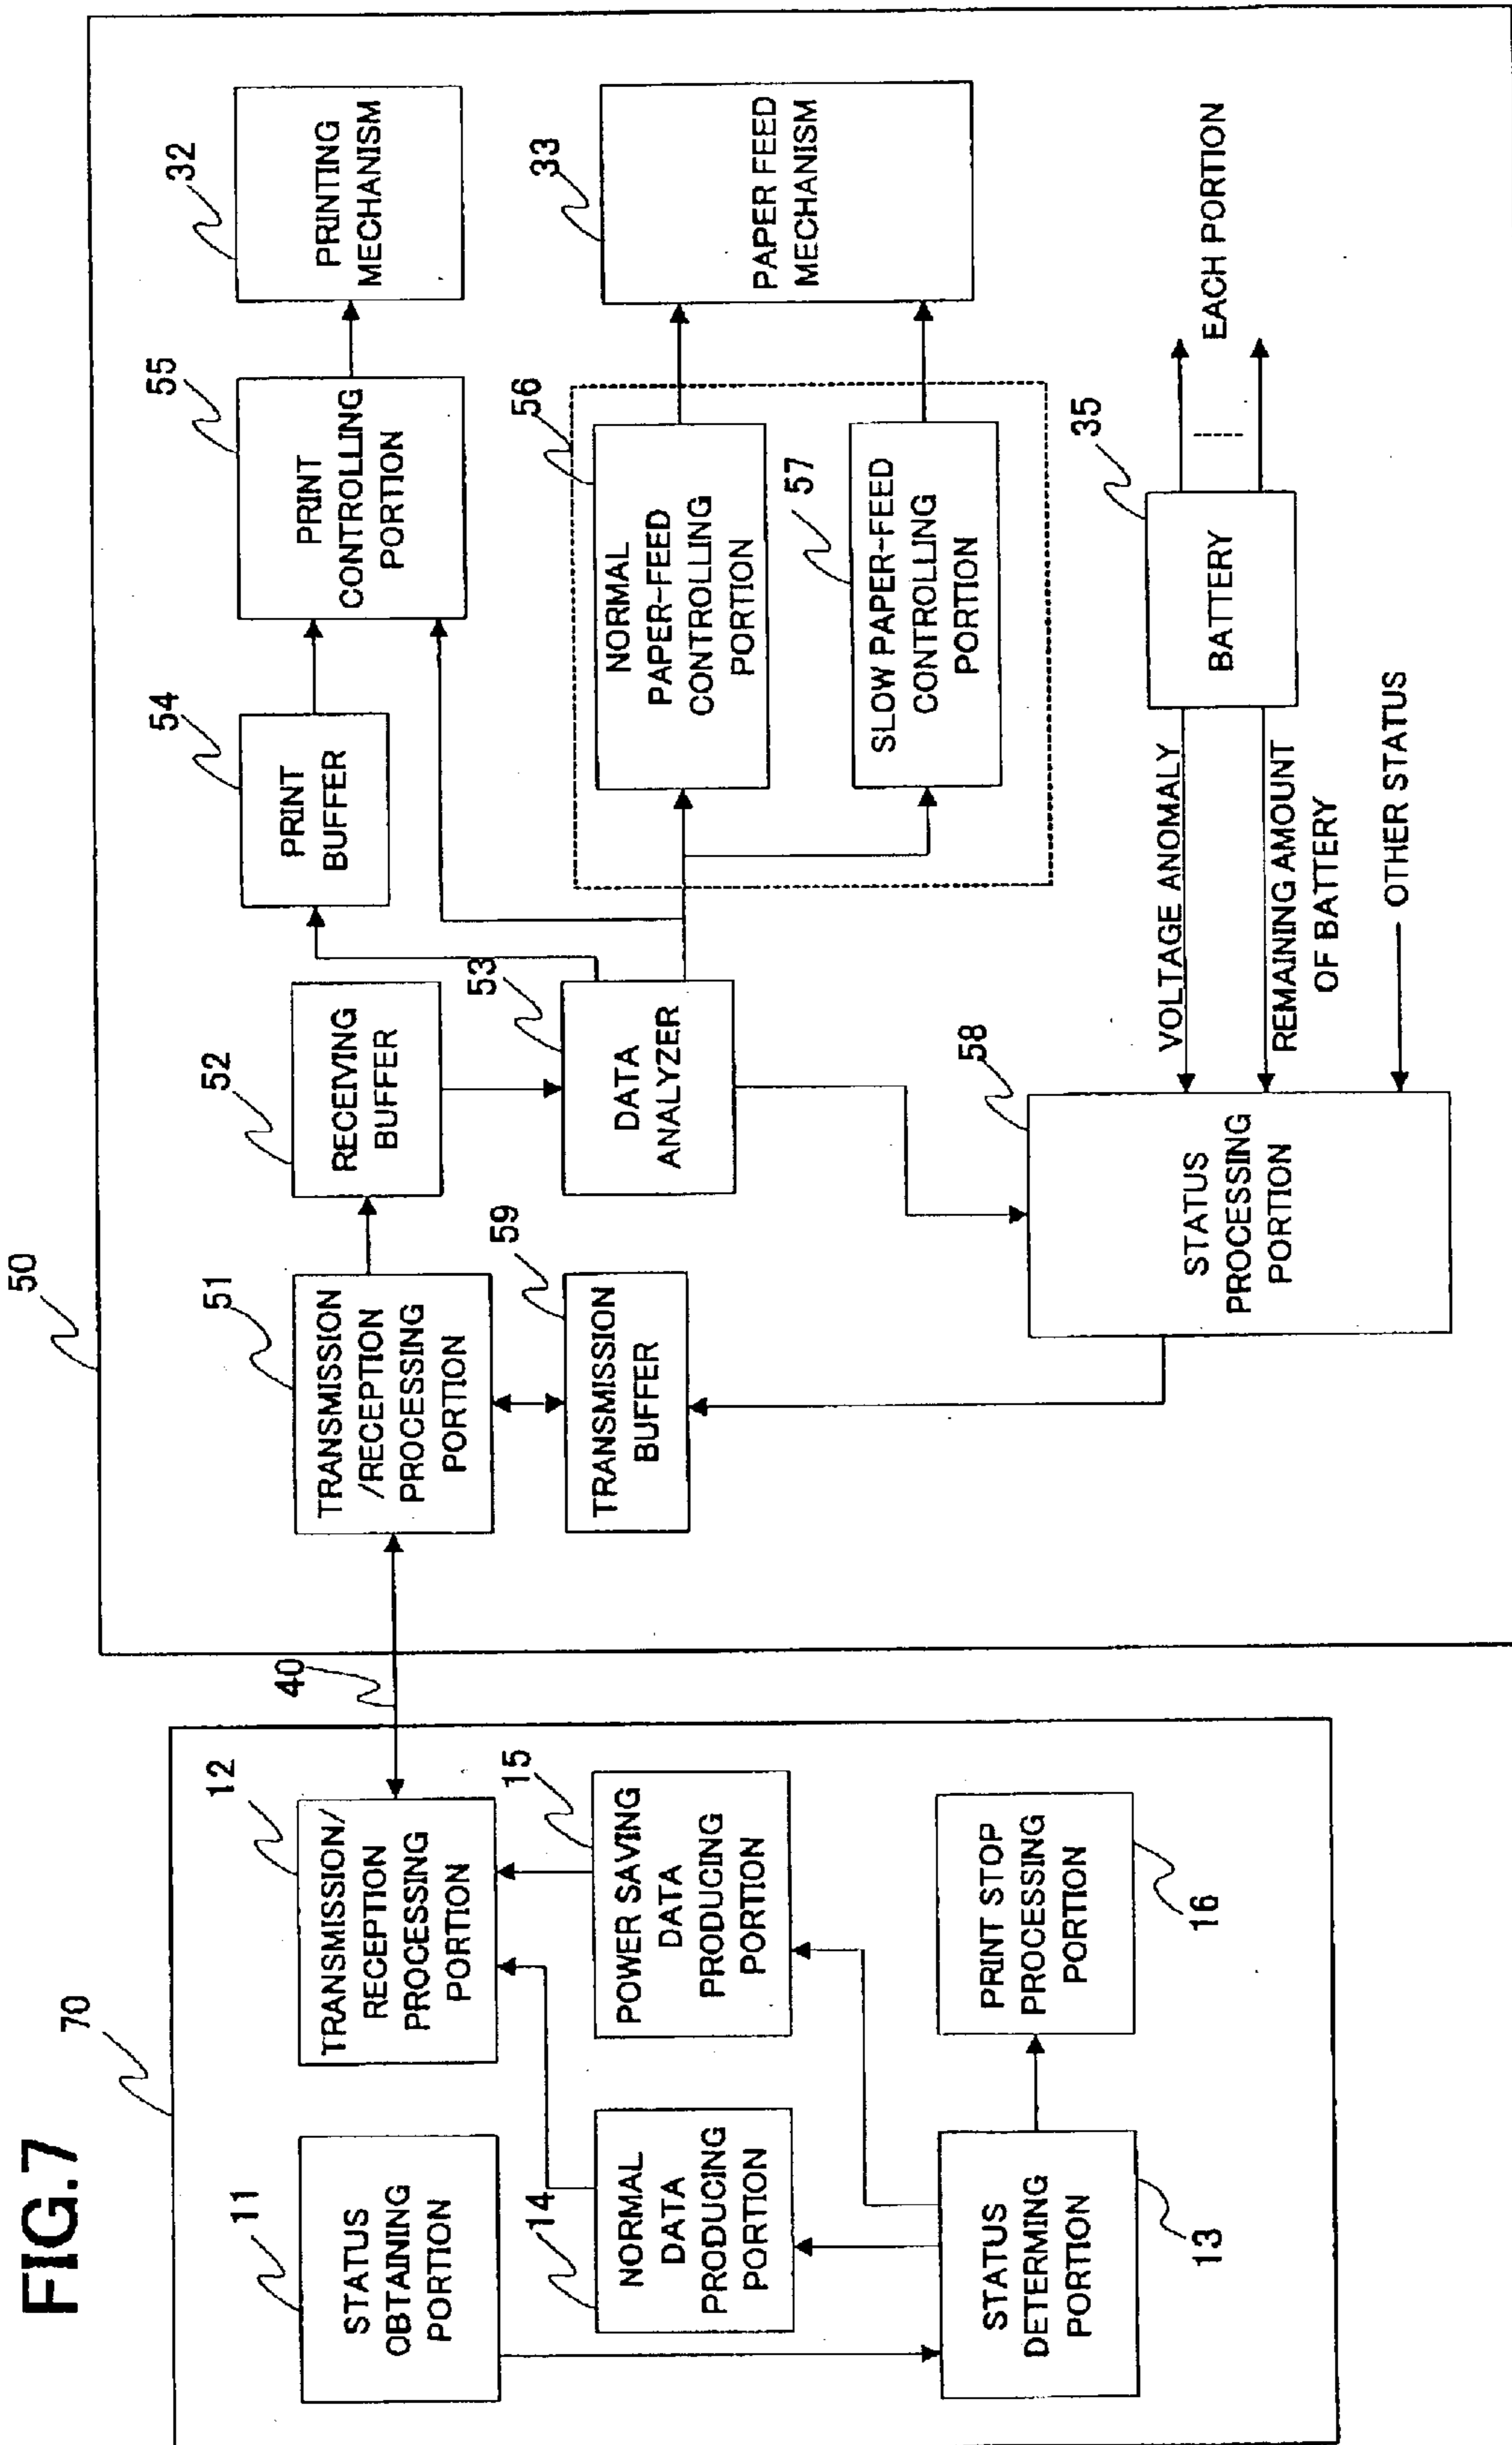 FIG.7
70
11
STATUS
OBTAINING
PORTION
12
TRANSMISSION/
RECEPTION
PROCESSING
PORTION
14
NORMAL
DATA
PRODUCING
PORTION
15
POWER SAVING
DATA
PRODUCING
PORTION
STATUS
DETERMING
PORTION
13
PRINT STOP
PROCESSING
PORTION
16
40
50
51
TRANSMISSION
/RECEPTION
PROCESSING
PORTION
52
RECEIVING
BUFFER
59
TRANSMISSION
BUFFER
53
DATA
ANALYZER
54
PRINT
BUFFER
55
PRINT
CONTROLLING
PORTION
32
PRINTING
MECHANISM
56
NORMAL
PAPER-FEED
CONTROLLING
PORTION
57
SLOW PAPER-FEED
CONTROLLING
PORTION
33
PAPER FEED
MECHANISM
58
STATUS
PROCESSING
PORTION
VOLTAGE ANOMALY
REMAINING AMOUNT
OF BATTERY
OTHER STATUS
35
BATTERY
EACH PORTION